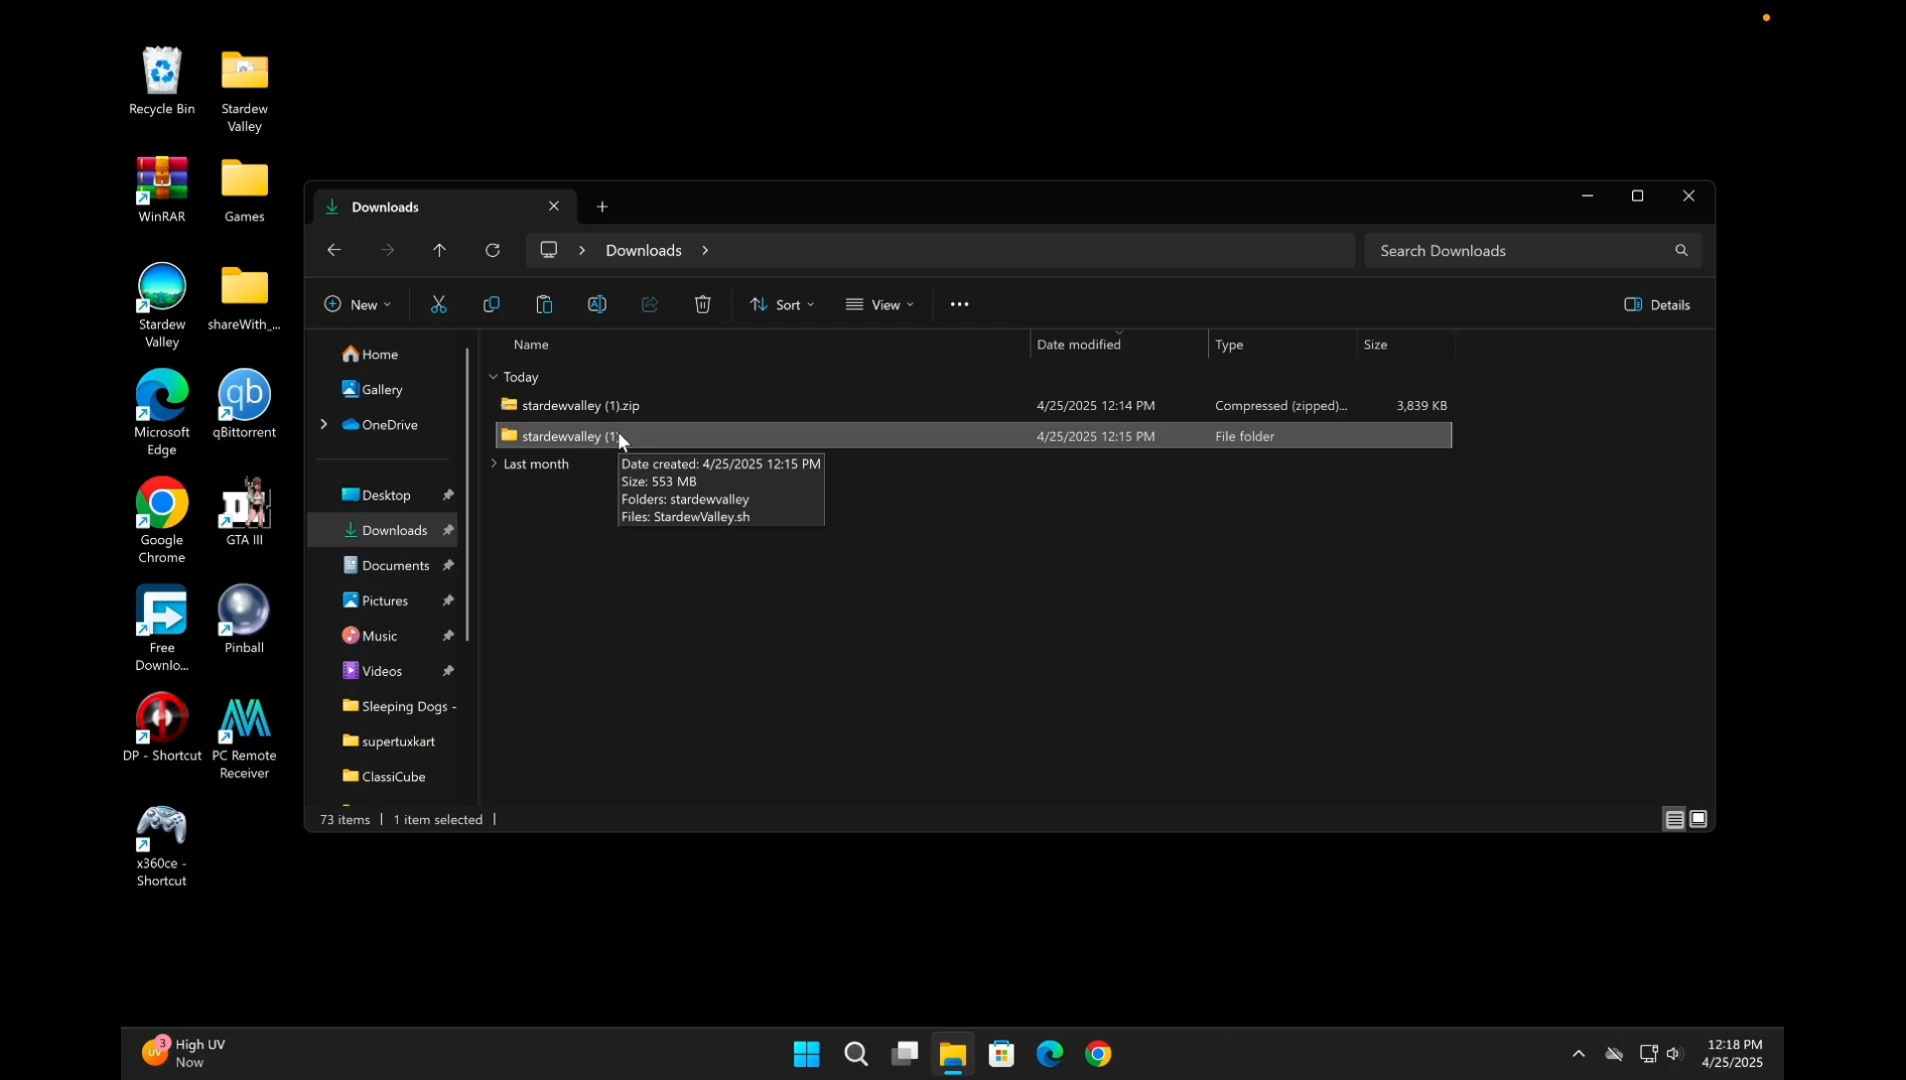 Recycle Bin
Stardew
Valley
WinRAR
Games
Stardew
Valley
shareWith_...
Microsoft
Edge
qb
qBittorrent
Google
Chrome
GTA III
Free
Downlo...
Pinball
DP - Shortcut
PC Remote
Receiver
x360ce -
Shortcut
Downloads
Downloads
Search Downloads
New
Sort
View
Details
Home
Gallery
OneDrive
Desktop
Downloads
Documents
Pictures
Music
Videos
Sleeping Dogs -
supertuxkart
ClassiCube
Name
Date modified
Type
Size
Today
stardewvalley (1).zip
4/25/2025 12:14 PM
Compressed (zipped)...
3,839 KB
stardewvalley (1)
4/25/2025 12:15 PM
File folder
Last month
Date created: 4/25/2025 12:15 PM
Size: 553 MB
Folders: stardewvalley
Files: StardewValley.sh
73 items
1 item selected
UV
3
High UV
Now
12:18 PM
4/25/2025